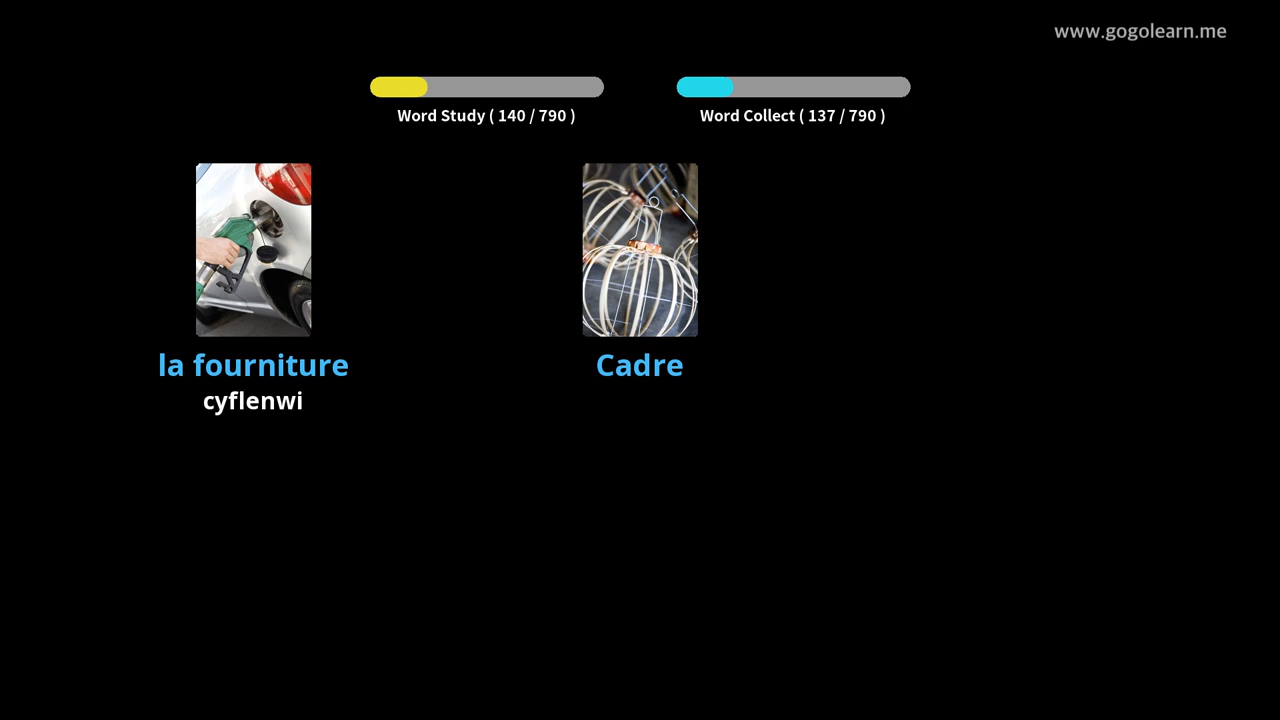 www.gogolearn.me
Word Study ( 140 / 790 )
Word Collect ( 137 / 790 )
la fourniture
cyflenwi
Cadre